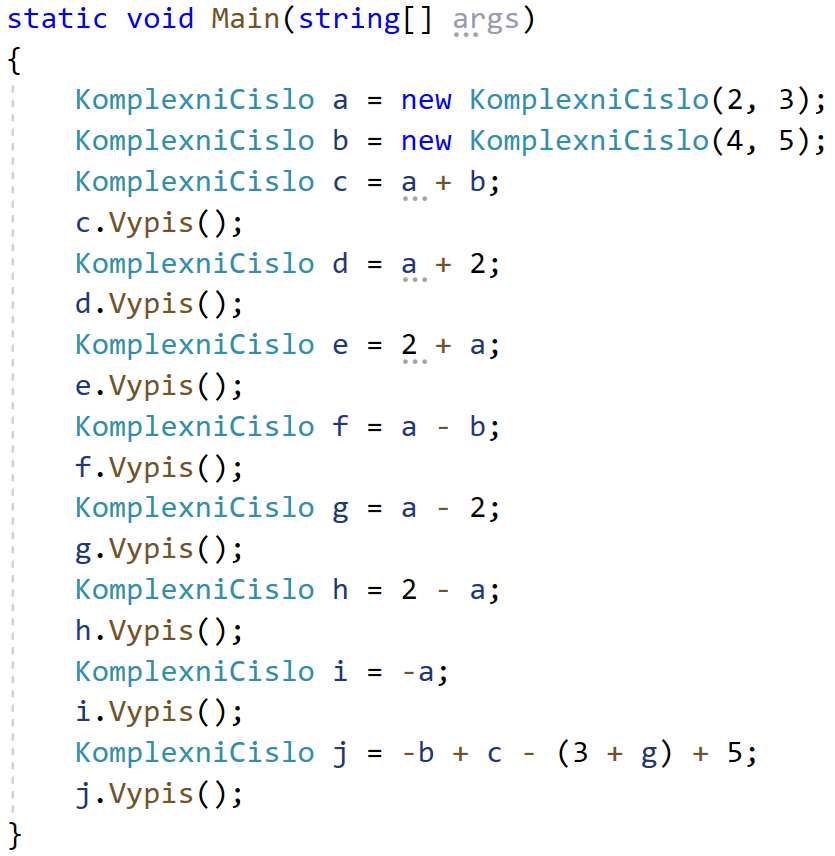 static void Main(string[] args)
{
    KomplexniCislo a = new KomplexniCislo(2, 3);
    KomplexniCislo b = new KomplexniCislo(4, 5);
    KomplexniCislo c = a + b;
    c.Vypis();
    KomplexniCislo d = a + 2;
    d.Vypis();
    KomplexniCislo e = 2 + a;
    e.Vypis();
    KomplexniCislo f = a - b;
    f.Vypis();
    KomplexniCislo g = a - 2;
    g.Vypis();
    KomplexniCislo h = 2 - a;
    h.Vypis();
    KomplexniCislo i = -a;
    i.Vypis();
    KomplexniCislo j = -b + c - (3 + g) + 5;
    j.Vypis();
}